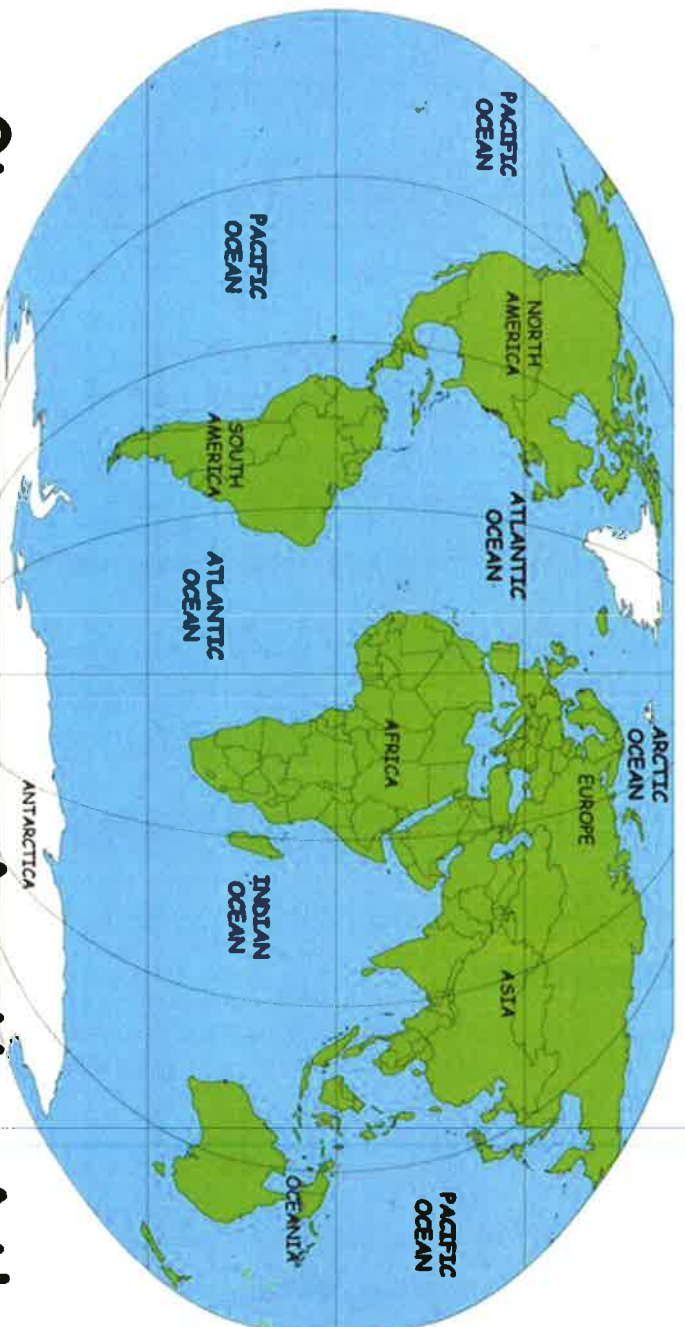 ARCTIC
OCEAN
PACIFIC
OCEAN
NORTH
AMERICA
ATLANTIC
OCEAN
EUROPE
ASIA
PACIFIC
OCEAN
AFRICA
PACIFIC
OCEAN
SOUTH
AMERICA
ATLANTIC
OCEAN
INDIAN
OCEAN
OCEANIA
ANTARCTICA